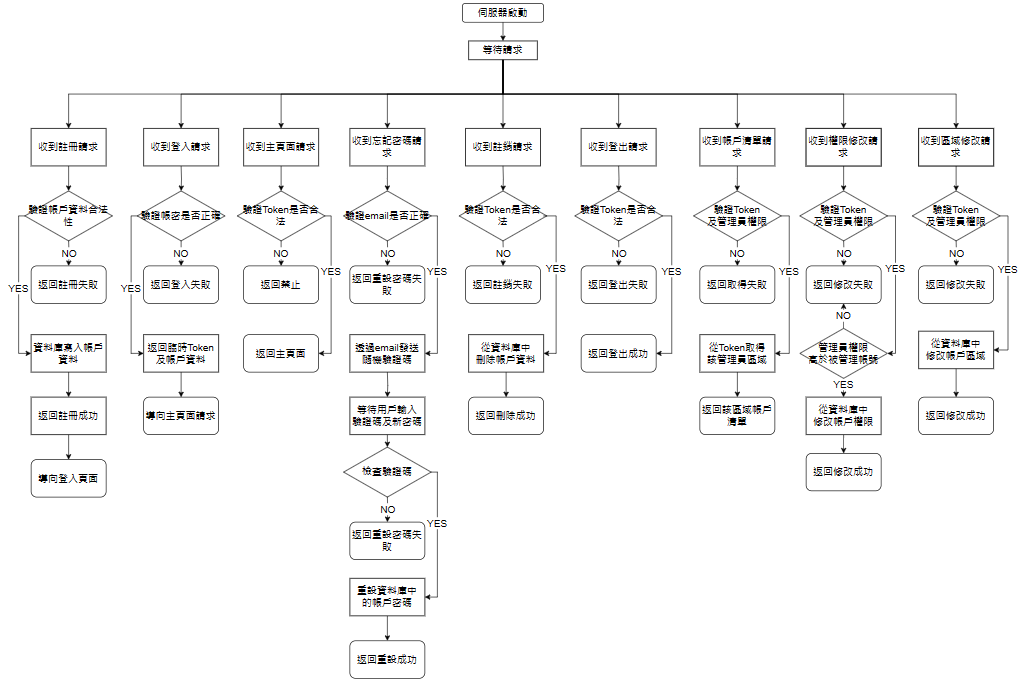 伺服器啟動
等待請求
收到註冊請求
收到登入請求
收到主頁面請求
收到忘記密碼請
求
收到註銷請求
收到登出請求
收到帳戶清單請
求
收到權限修改請
求
收到區域修改請
求
驗證帳戶資料合法
性
驗證帳密是否正確
驗證Token是否合
法
驗證email是否正確
驗證Token是否合
法
驗證Token是否合
法
驗證Token
及管理員權限
驗證Token
及管理員權限
驗證Token
及管理員權限
NO
NO
NO
NO
NO
NO
NO
NO
NO
YES
YES
YES
YES
YES
YES
YES
YES
YES
返回註冊失敗
返回登入失敗
返回禁止
返回重設密碼失
敗
返回註銷失敗
返回登出失敗
返回取得失敗
返回修改失敗
返回修改失敗
NO
資料庫寫入帳戶
資料
返回臨時Token
及帳戶資料
返回主頁面
透過email發送
隨機驗證碼
從資料庫中
刪除帳戶資料
返回登出成功
從Token取得
該管理員區域
管理員權限
高於被管理帳號
從資料庫中
修改帳戶區域
YES
返回註冊成功
導向主頁面請求
等待用戶輸入
驗證碼及新密碼
返回刪除成功
返回該區域帳戶
清單
從資料庫中
修改帳戶權限
返回修改成功
導向登入頁面
檢查驗證碼
返回修改成功
NO
YES
返回重設密碼失
敗
重設資料庫中
的帳戶密碼
返回重設成功